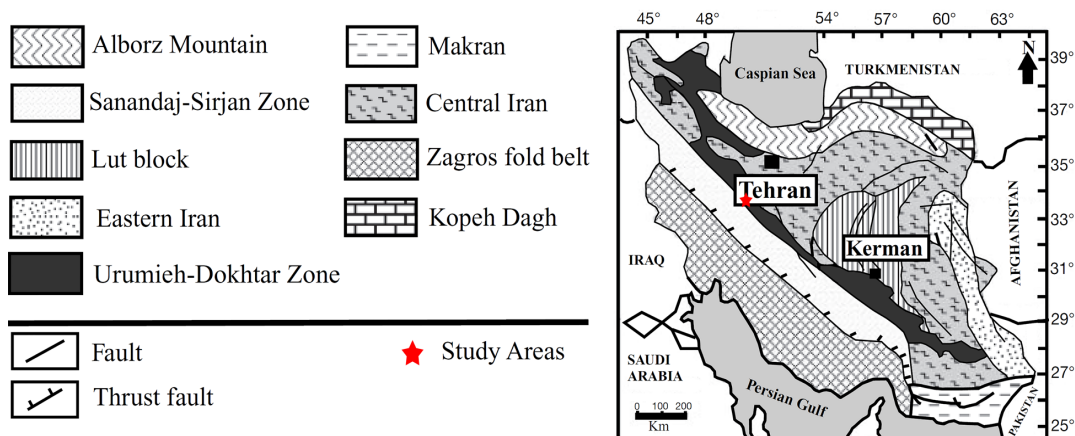 Alborz Mountain
Sanandaj-Sirjan Zone
Lut block
Eastern Iran
Urumieh-Dokhtar Zone
Makran
Central Iran
Zagros fold belt
Kopeh Dagh
Fault
Thrust fault
Study Areas
45° 48° 54° 57° 60° 63°
N
39°
37°
35°
33°
31°
29°
27°
25°
Caspian Sea
TURKMENISTAN
Tehran
Kerman
AFGHANISTAN
IRAQ
SAUDI
ARABIA
Persian Gulf
PAKISTAN
0 100 200
Km